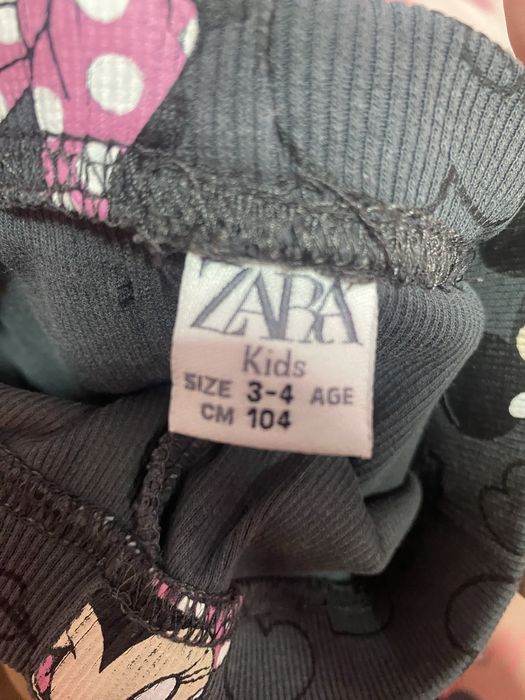 ZARA
Kids
SIZE 3-4 AGE
CM 104